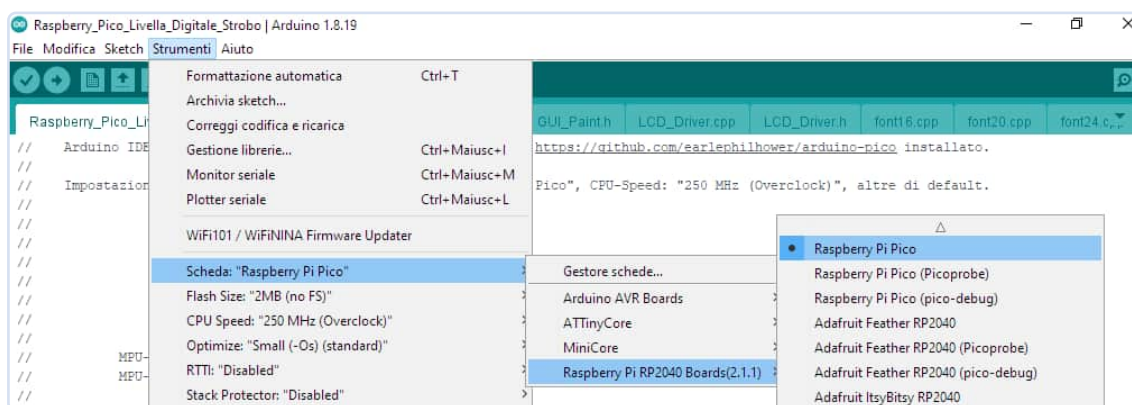 Raspberry_Pico_Livella_Digitale_Strobo | Arduino 1.8.19
File Modifica Sketch Strumenti Aiuto
Raspberry_Pico_Li
GUI_Paint.h LCD_Driver.cpp LCD_Driver.h font16.cpp font20.cpp font24.c
// Arduino IDE
https://github.com/earlephilhower/arduino-pico installato.
//
// Impostazion
Pico", CPU-Speed: "250 MHz (Overclock)", altre di default.
//
//
//
//
//
//
//
//
// MPU-
// MPU-
//
Formattazione automatica Ctrl+T
Archivia sketch...
Correggi codifica e ricarica
Gestione librerie... Ctrl+Maiusc+I
Monitor seriale Ctrl+Maiusc+M
Plotter seriale Ctrl+Maiusc+L
WiFi101 / WiFiNINA Firmware Updater
Scheda: "Raspberry Pi Pico"
Flash Size: "2MB (no FS)"
CPU Speed: "250 MHz (Overclock)"
Optimize: "Small (-Os) (standard)"
RTTI: "Disabled"
Stack Protector: "Disabled"
Gestore schede...
Arduino AVR Boards
ATTinyCore
MiniCore
Raspberry Pi RP2040 Boards(2.1.1)
Raspberry Pi Pico
Raspberry Pi Pico (Picoprobe)
Raspberry Pi Pico (pico-debug)
Adafruit Feather RP2040
Adafruit Feather RP2040 (Picoprobe)
Adafruit Feather RP2040 (pico-debug)
Adafruit ItsyBitsy RP2040